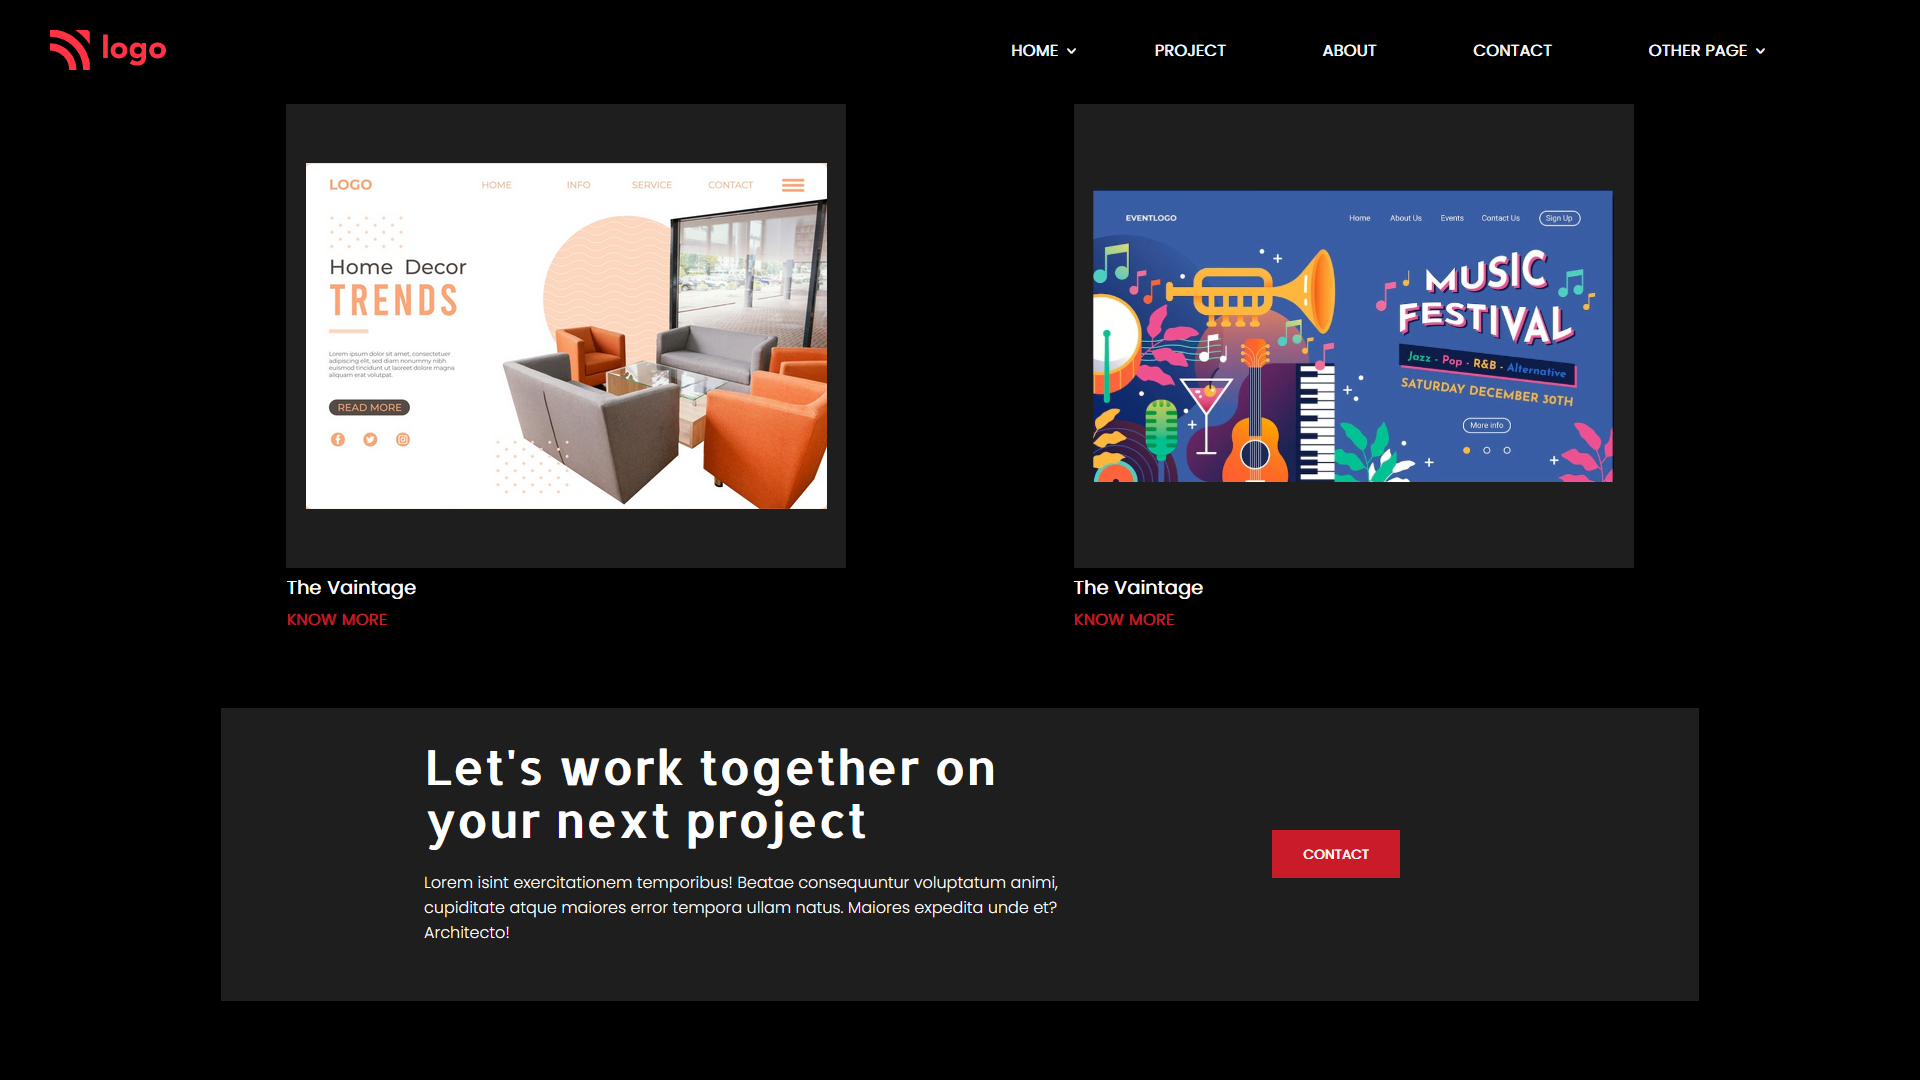 logo
HOME
PROJECT
ABOUT
CONTACT
OTHER PAGE
LOGO
HOME
INFO
SERVICE
CONTACT
Home Decor
TRENDS
Lorem ipsum dolor sit amet, consectetuer
adipiscing elit, sed diam nonummy nibh
euismod tincidunt ut laoreet dolore magna
aliquam erat volutpat.
READ MORE
EVENTLOGO
Home
About Us
Events
Contact Us
Sign Up
MUSIC
FESTIVAL
Jazz - Pop - R&B - Alternative
SATURDAY DECEMBER 30TH
More info
The Vaintage
KNOW MORE
The Vaintage
KNOW MORE
Let's work together on
your next project
Lorem isint exercitationem temporibus! Beatae consequuntur voluptatum animi,
cupiditate atque maiores error tempora ullam natus. Maiores expedita unde et?
Architecto!
CONTACT